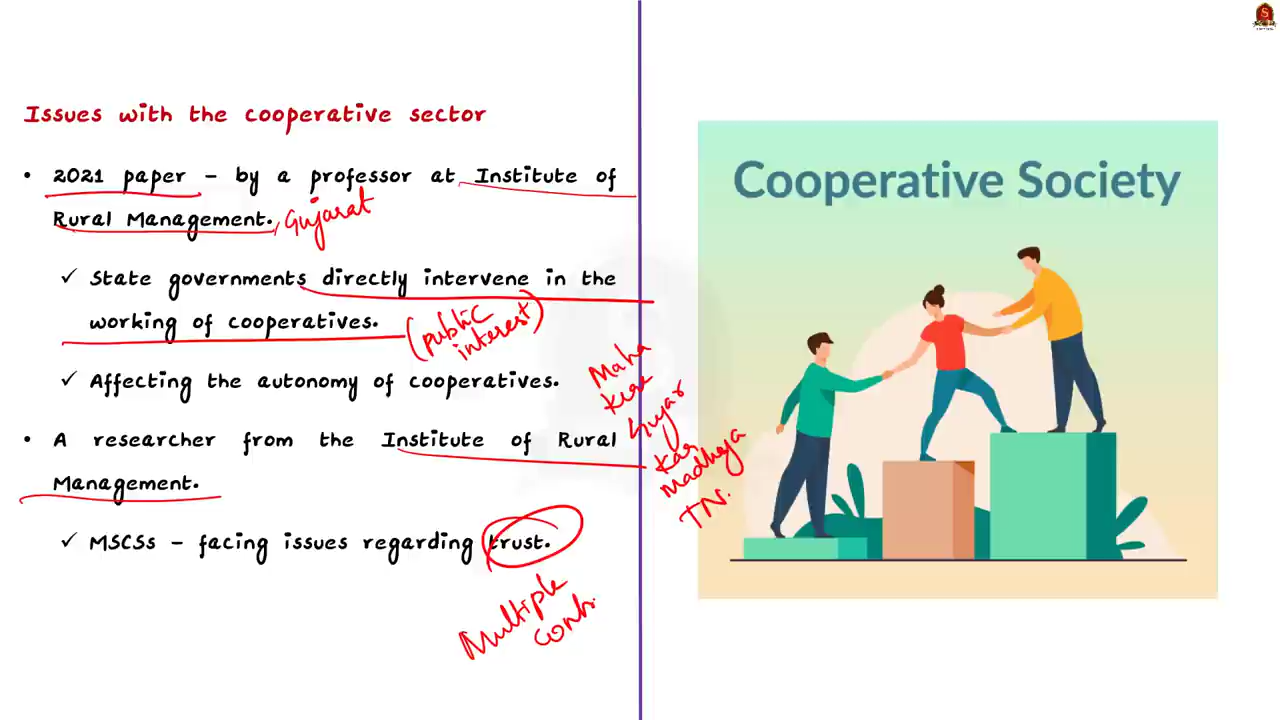 Issues with the cooperative sector
• 2021 paper – by a professor at Institute of
Rural Management. Gujarat
✓ State governments directly intervene in the
working of cooperatives. (public
interest)
✓ Affecting the autonomy of cooperatives.
• A researcher from the Institute of Rural
Management.
✓ MSCSs – facing issues regarding trust.
Multiple
Maha
Kar
Madhya
TN.
Cooperative Society